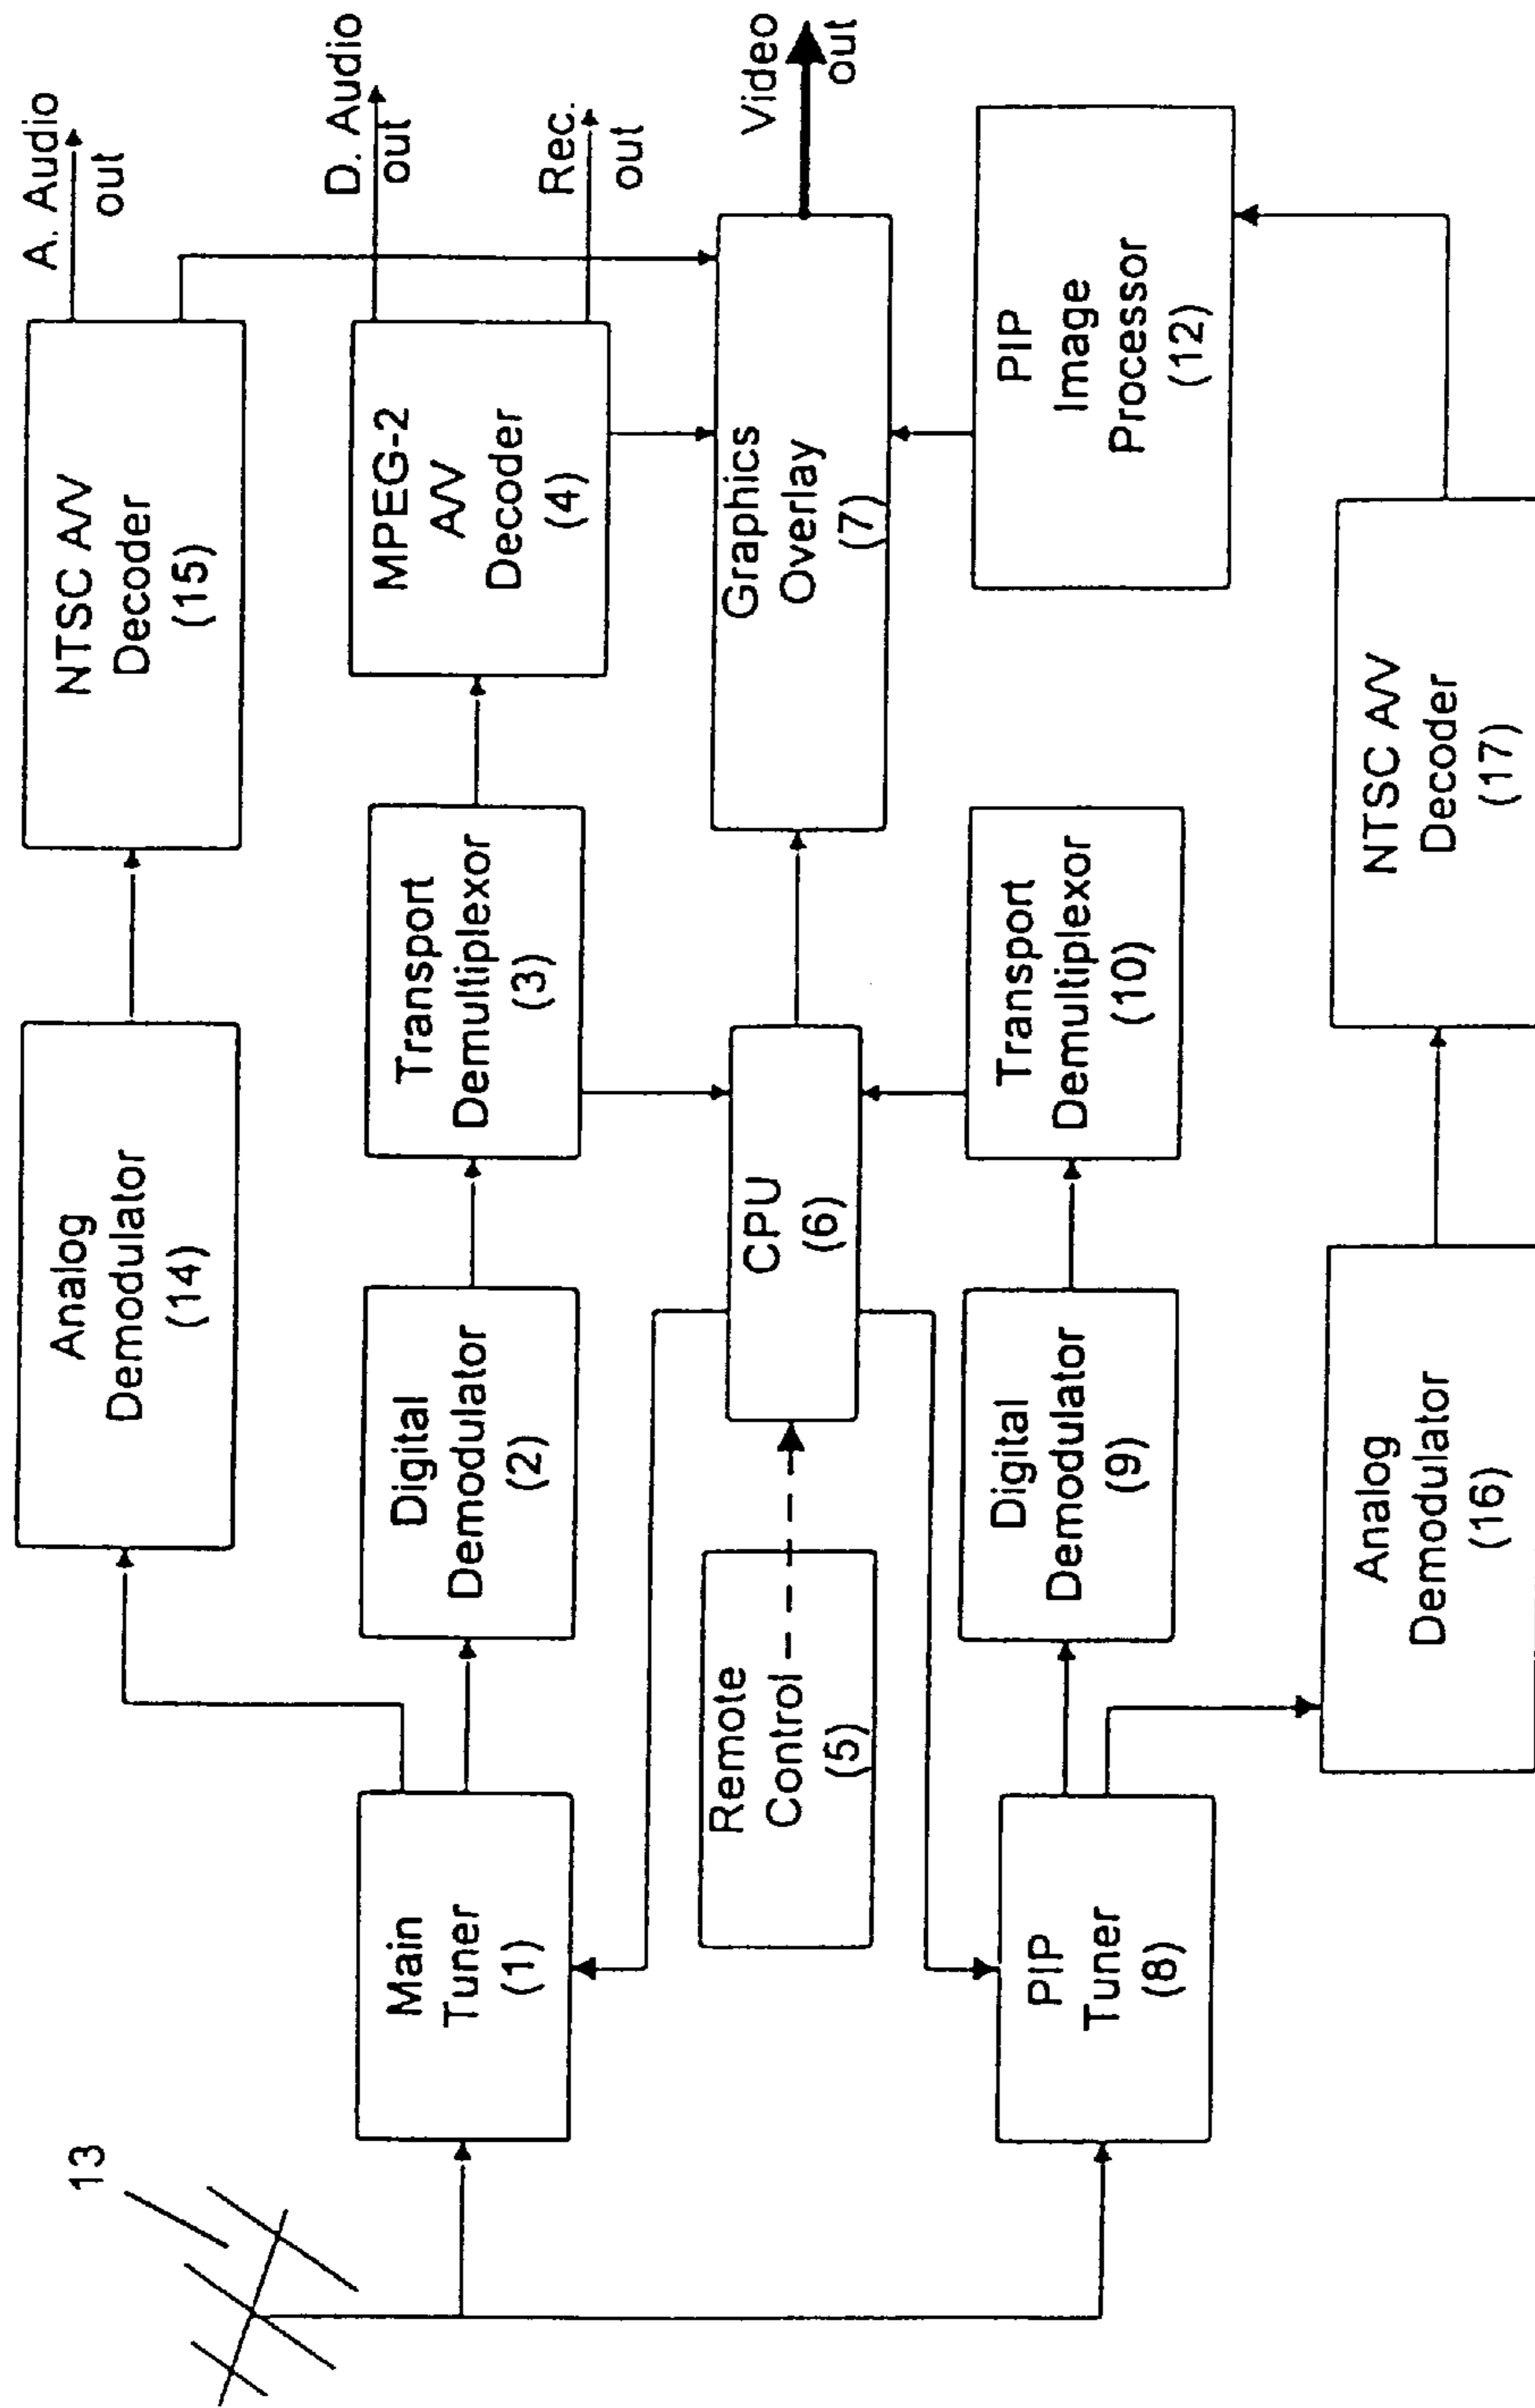 13
A. Audio
out
NTSC A/V
Decoder
(15)
Analog
Demodulator
(14)
D. Audio
out
Rec.
out
MPEG-2
A/V
Decoder
(4)
Transport
Demultiplexor
(3)
Digital
Demodulator
(2)
Main
Tuner
(1)
Video
out
Graphics
Overlay
(7)
CPU
(6)
Remote
Control
(5)
PIP
Image
Processor
(12)
Transport
Demultiplexor
(10)
Digital
Demodulator
(9)
PIP
Tuner
(8)
NTSC A/V
Decoder
(17)
Analog
Demodulator
(16)